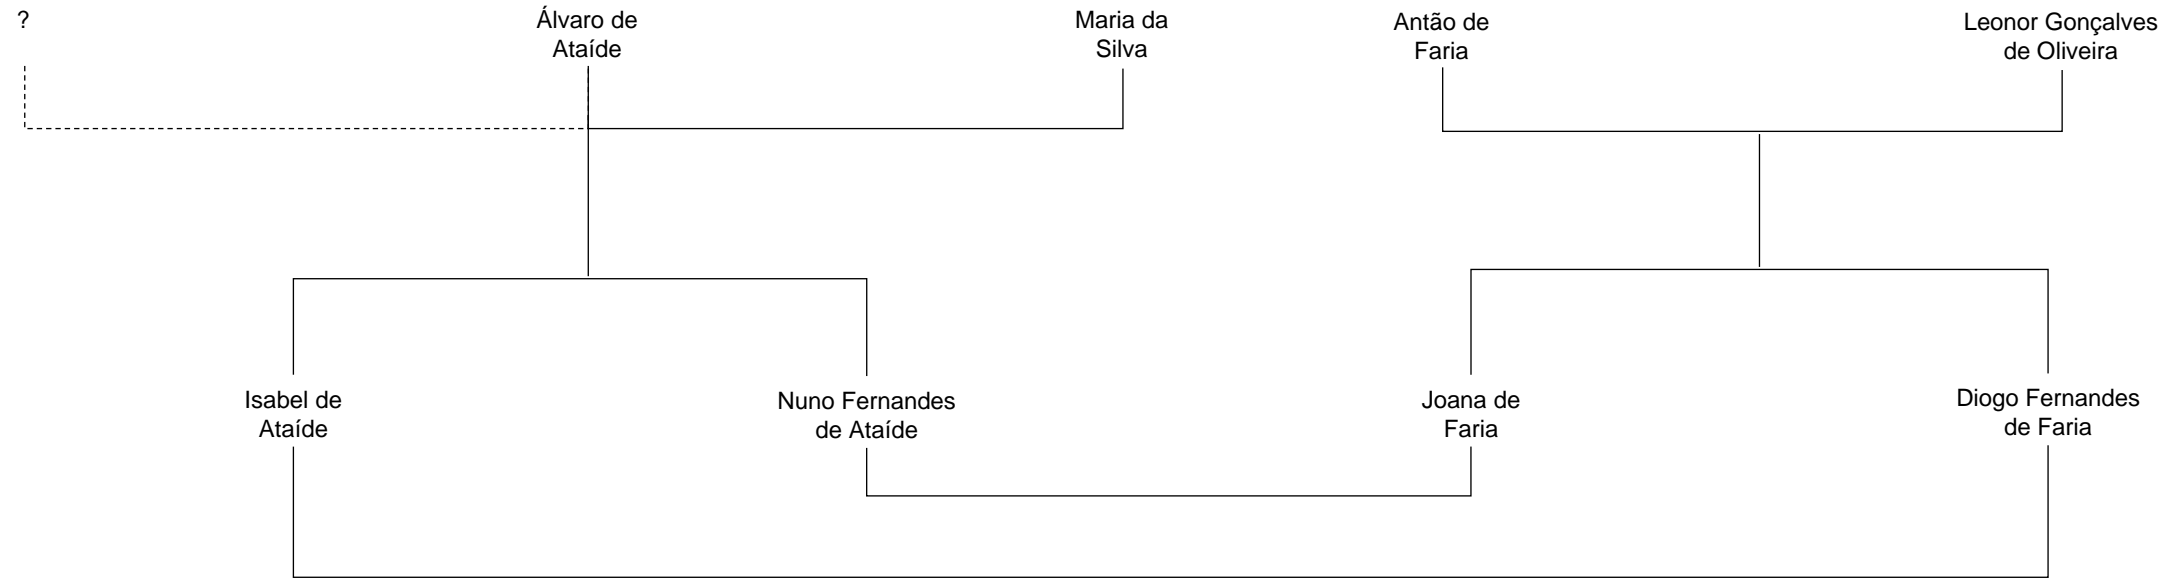 ?
Álvaro de
Ataíde
Maria da
Silva
Antão de
Faria
Leonor Gonçalves
de Oliveira
Isabel de
Ataíde
Nuno Fernandes
de Ataíde
Joana de
Faria
Diogo Fernandes
de Faria